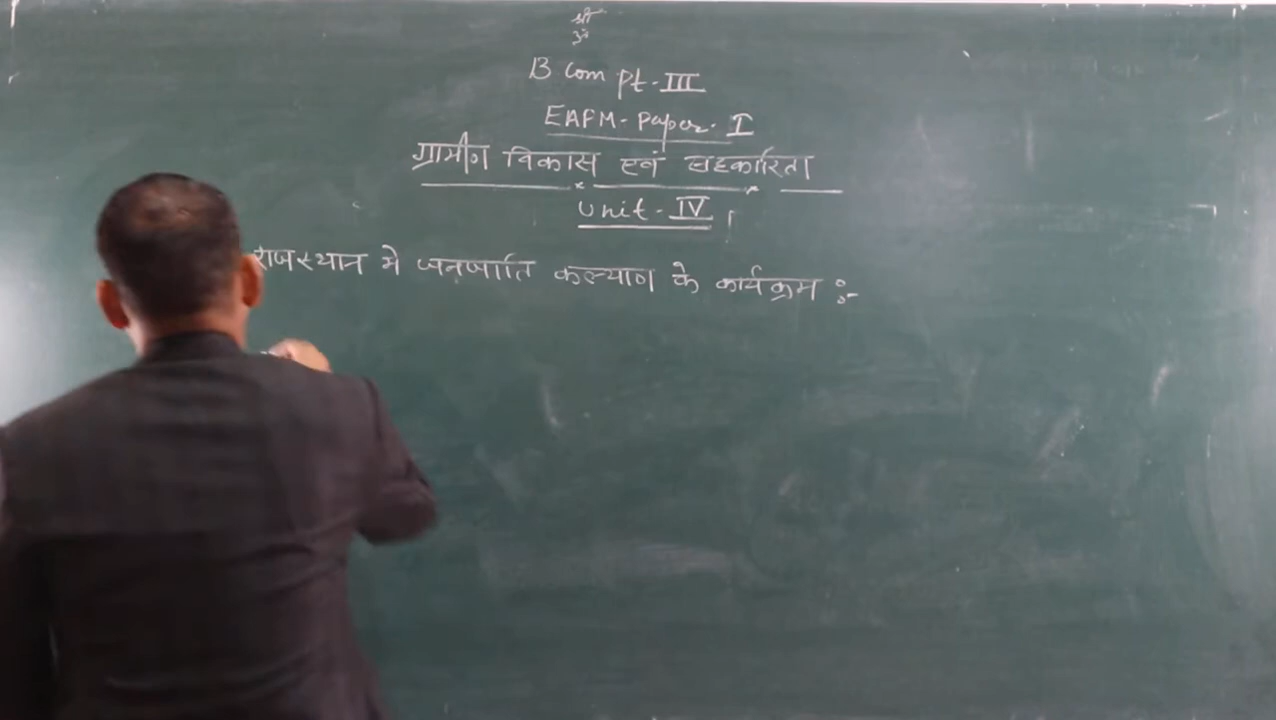 श्री
ॐ
B Com pt. III
EAFM- Paper- I
ग्रामीण विकास एवं सहकारिता
Unit- IV
राजस्थान मे जनजाति कल्याण के कार्यक्रम :-